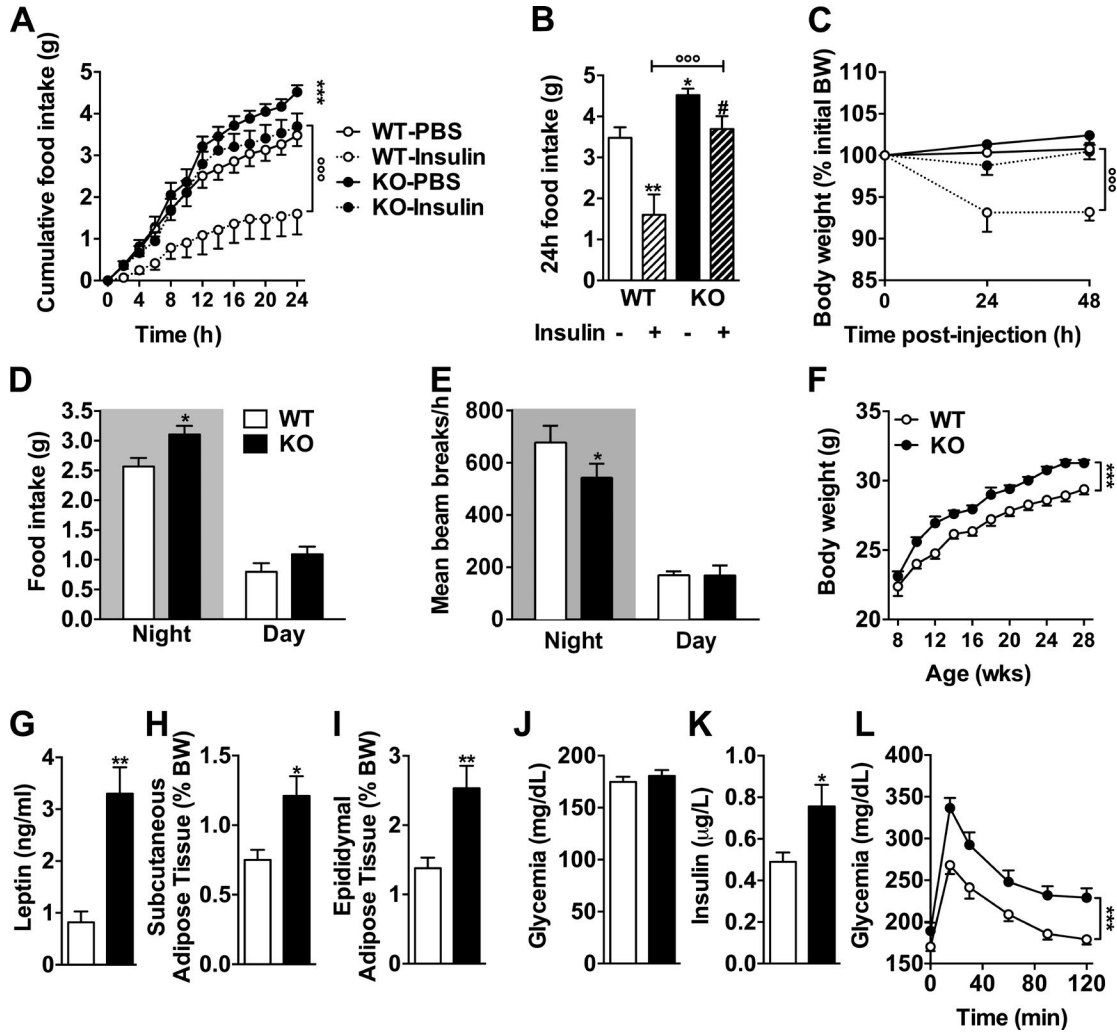 A
Cumulative food intake (g)
5
4
3
2
1
0
0 4 8 12 16 20 24
Time (h)
***
°°°
WT-PBS
WT-Insulin
KO-PBS
KO-Insulin
B
24h food intake (g)
5
4
3
2
1
0
°°°
**
*
#
WT KO
Insulin - + - +
C
Body weight (% initial BW)
110
105
100
95
90
85
0 24 48
Time post-injection (h)
°°°
D
Food intake (g)
3.5
3.0
2.5
2.0
1.5
1.0
0.5
0.0
*
WT
KO
Night Day
E
Mean beam breaks/h
800
600
400
200
0
*
Night Day
F
Body weight (g)
35
30
25
20
WT
KO
***
8 12 16 20 24 28
Age (wks)
G
Leptin (ng/ml)
4
3
2
1
0
**
H
Subcutaneous
Adipose Tissue (% BW)
1.5
1.0
0.5
0.0
*
I
Epididymal
Adipose Tissue (% BW)
3
2
1
0
**
J
Glycemia (mg/dL)
200
150
100
50
0
K
Insulin (μg/L)
1.0
0.8
0.6
0.4
0.2
0.0
*
L
Glycemia (mg/dL)
400
350
300
250
200
150
***
0 40 80 120
Time (min)